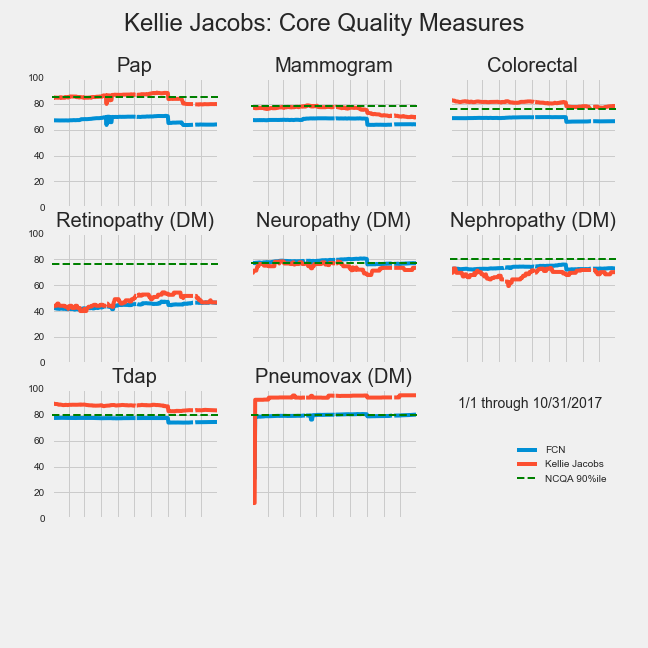 Kellie Jacobs: Core Quality Measures
Pap
Mammogram
Colorectal
100
80
60
40
20
0
Retinopathy (DM)
Neuropathy (DM)
Nephropathy (DM)
100
80
60
40
20
0
Tdap
Pneumovax (DM)
100
80
60
40
20
0
1/1 through 10/31/2017
FCN
Kellie Jacobs
NCQA 90%ile